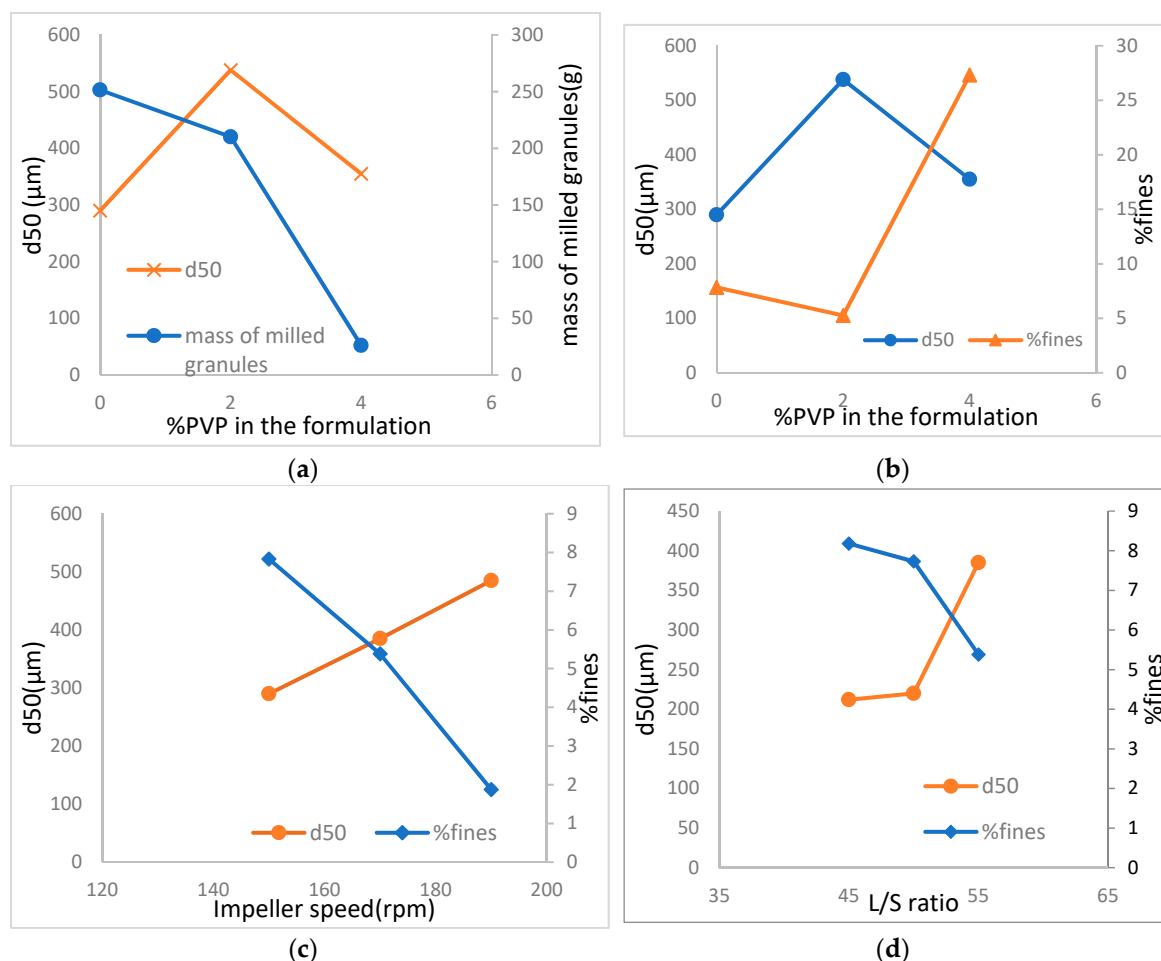 600
500
400
300
200
100
0
d50 (µm)
300
250
200
150
100
50
0
mass of milled granules(g)
d50
mass of milled
granules
0 2 4 6
%PVP in the formulation
(a)
600
500
400
300
200
100
0
d50(µm)
30
25
20
15
10
5
0
%fines
d50 %fines
0 2 4 6
%PVP in the formulation
(b)
600
500
400
300
200
100
0
d50(µm)
9
8
7
6
5
4
3
2
1
0
%fines
d50 %fines
120 140 160 180 200
Impeller speed(rpm)
(c)
450
400
350
300
250
200
150
100
50
0
d50(µm)
9
8
7
6
5
4
3
2
1
0
%fines
d50
%fines
35 45 55 65
L/S ratio
(d)